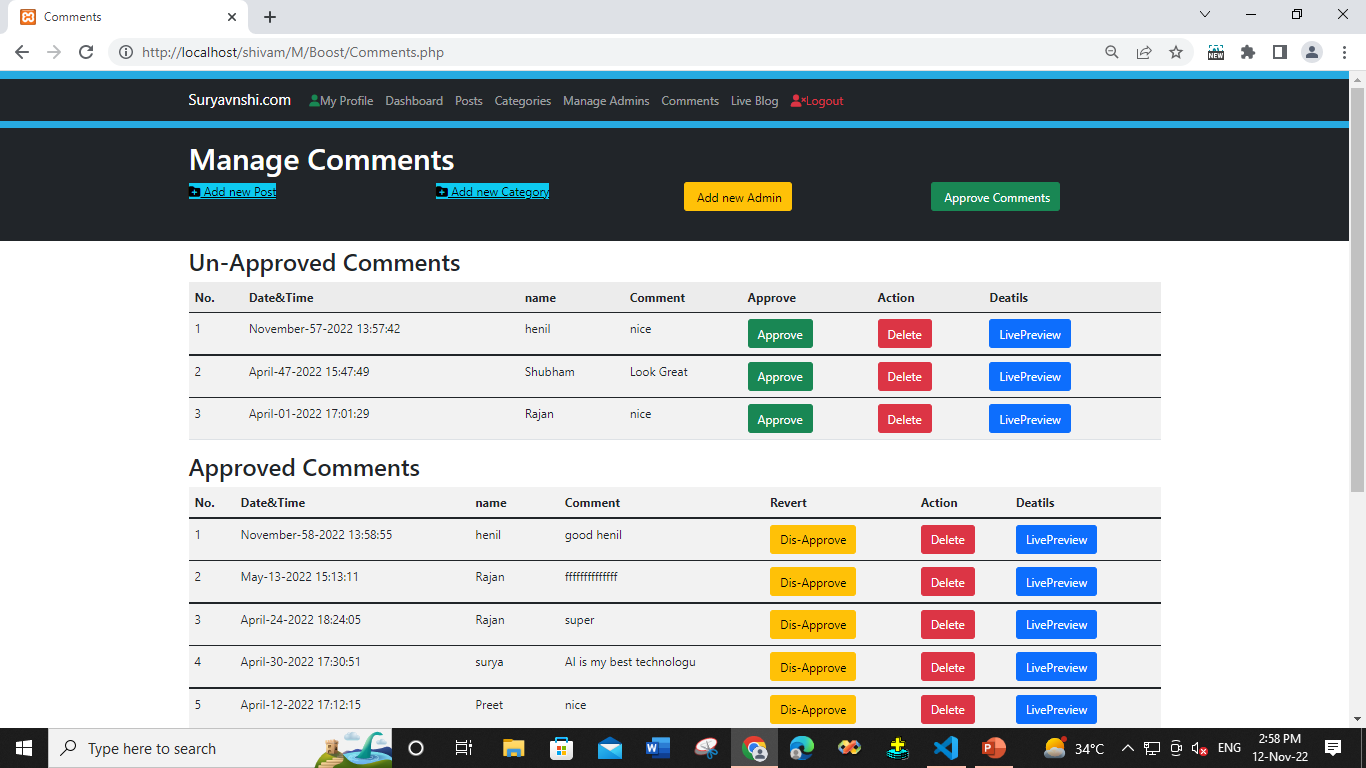 Comments
http://localhost/shivam/M/Boost/Comments.php
NEW
Suryavnshi.com My Profile Dashboard Posts Categories Manage Admins Comments Live Blog Logout
Manage Comments
Add new Post Add new Category Add new Admin Approve Comments
Un-Approved Comments
No. Date&Time name Comment Approve Action Deatils
1 November-57-2022 13:57:42 henil nice Approve Delete LivePreview
2 April-47-2022 15:47:49 Shubham Look Great Approve Delete LivePreview
3 April-01-2022 17:01:29 Rajan nice Approve Delete LivePreview
Approved Comments
No. Date&Time name Comment Revert Action Deatils
1 November-58-2022 13:58:55 henil good henil Dis-Approve Delete LivePreview
2 May-13-2022 15:13:11 Rajan ffffffffffffff Dis-Approve Delete LivePreview
3 April-24-2022 18:24:05 Rajan super Dis-Approve Delete LivePreview
4 April-30-2022 17:30:51 surya AI is my best technologu Dis-Approve Delete LivePreview
5 April-12-2022 17:12:15 Preet nice Dis-Approve Delete LivePreview
Type here to search 34°C ENG 2:58 PM
12-Nov-22